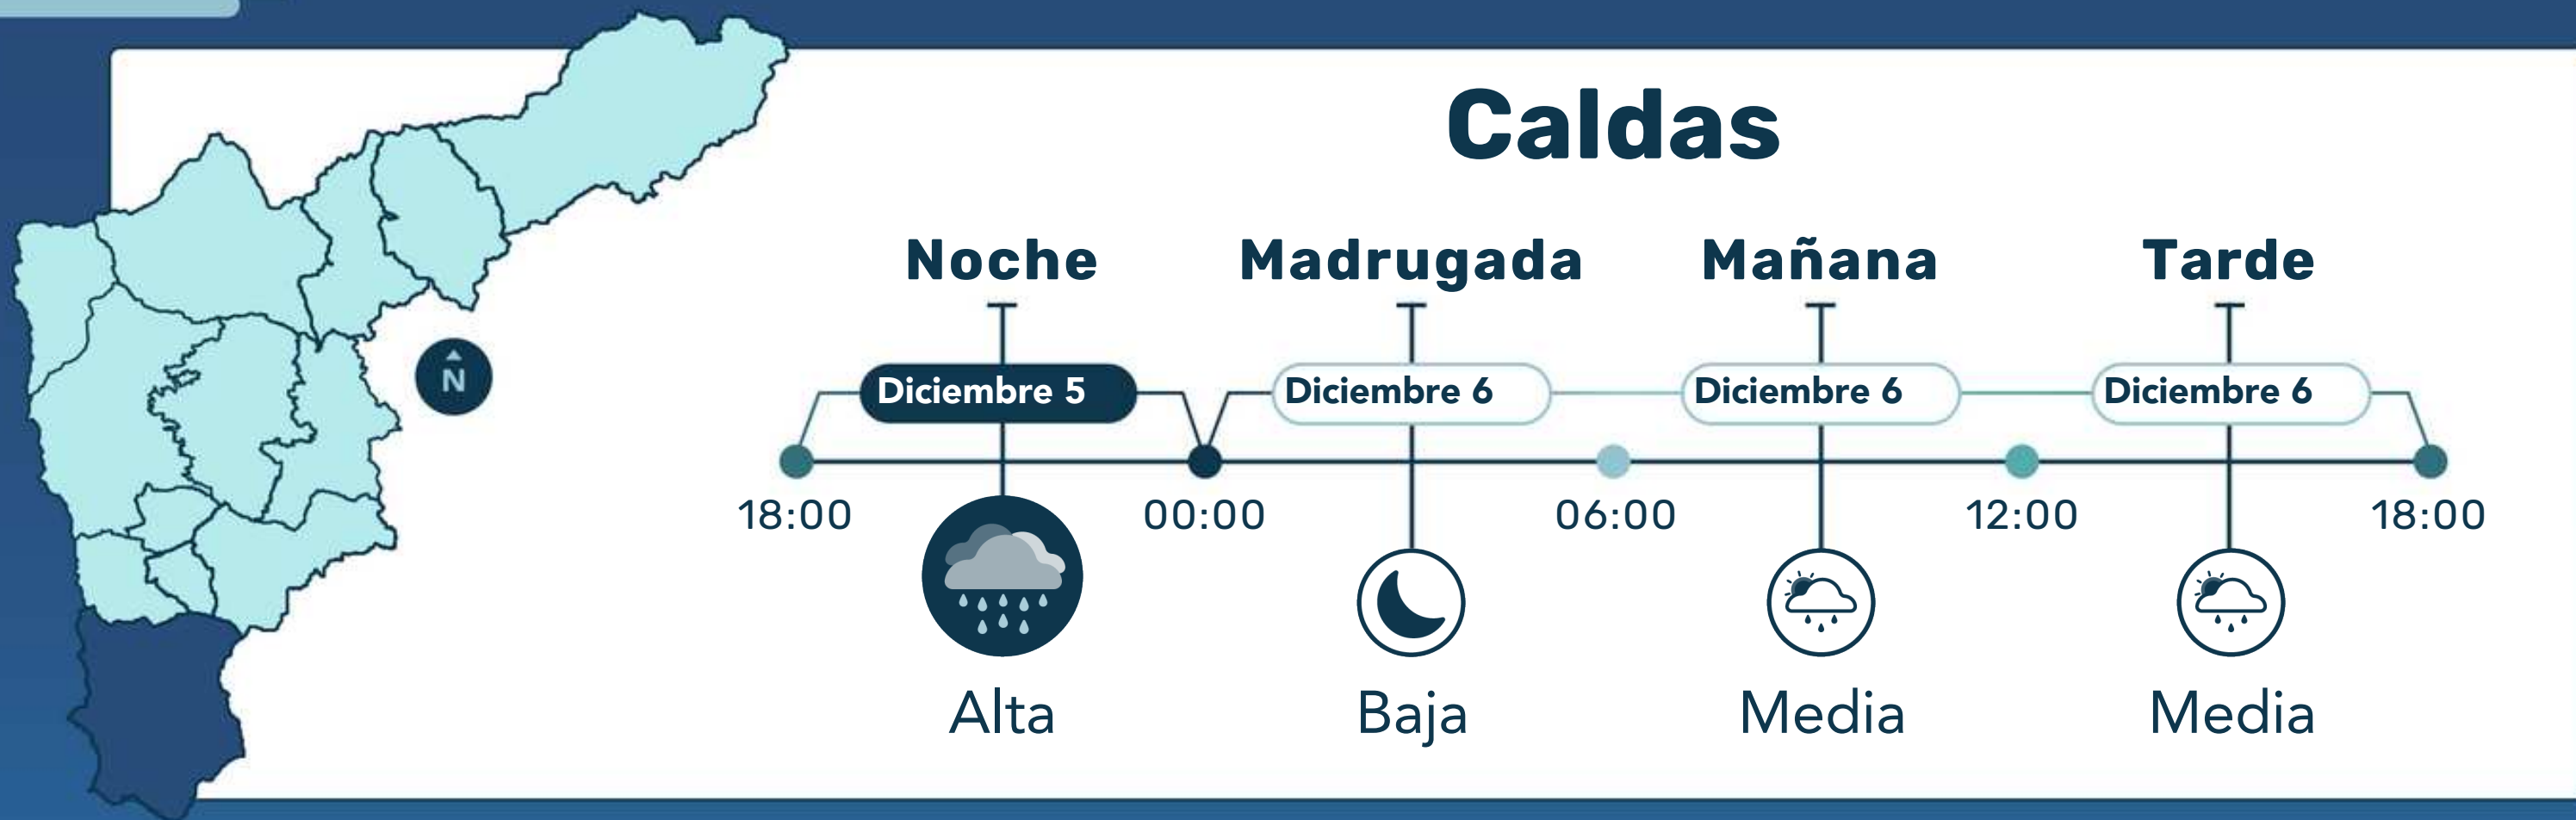 Caldas
Noche Madrugada Mañana Tarde
Diciembre 5 Diciembre 6 Diciembre 6 Diciembre 6
N
18:00 00:00 06:00 12:00 18:00
Alta Baja Media Media